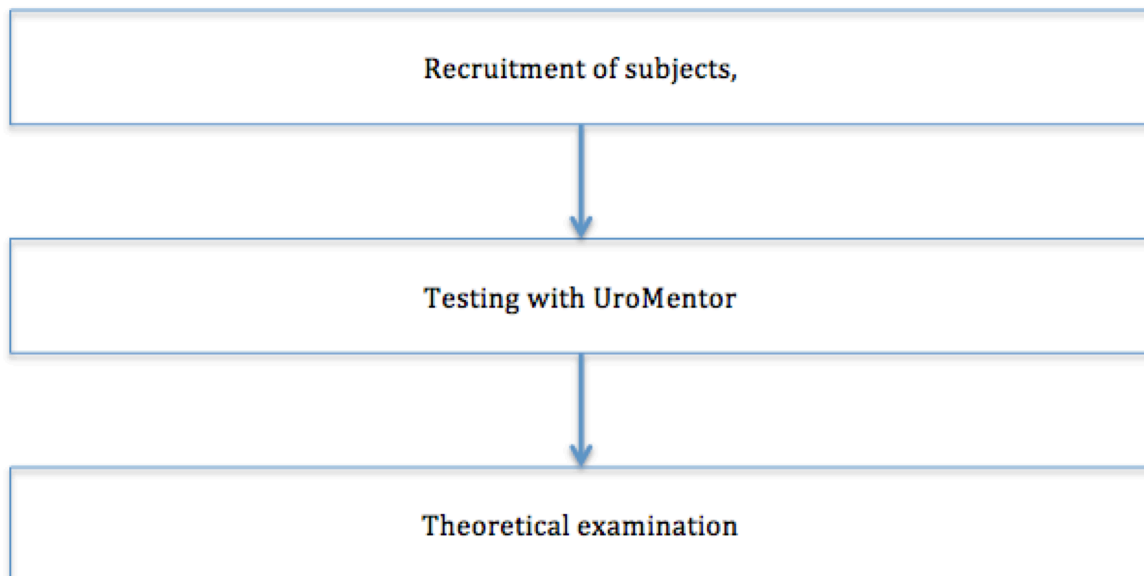 Recruitment of subjects,
Testing with UroMentor
Theoretical examination